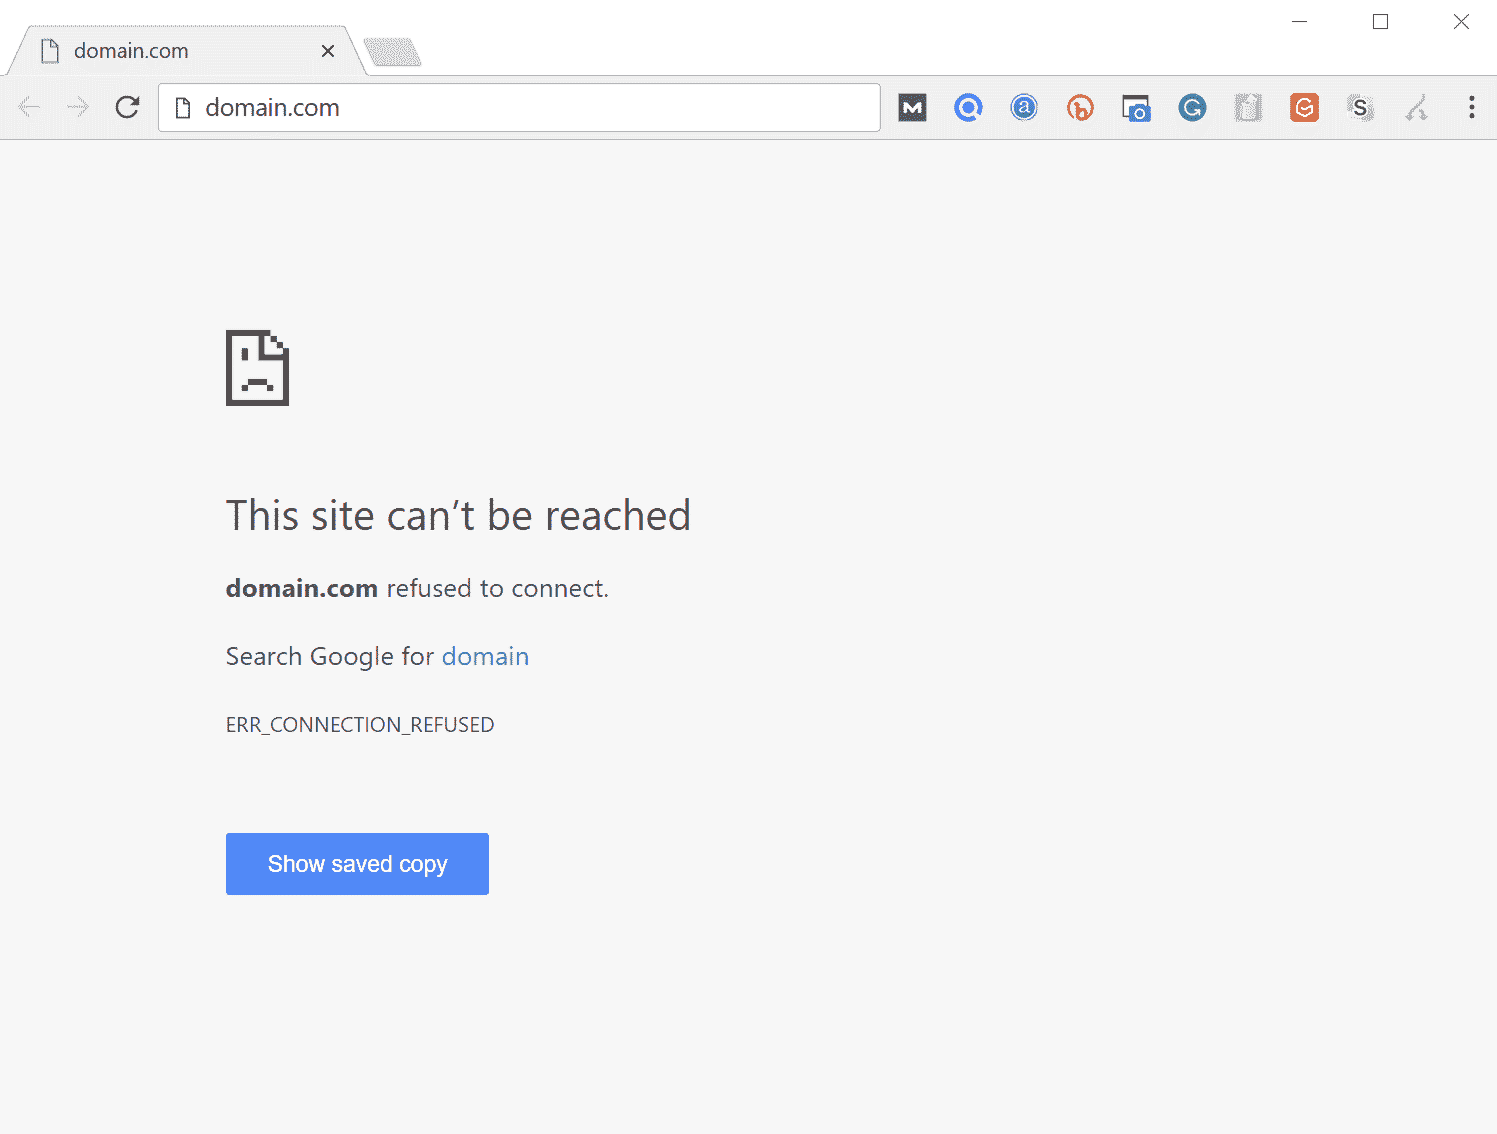 domain.com
domain.com
This site can’t be reached
domain.com refused to connect.
Search Google for domain
ERR_CONNECTION_REFUSED
Show saved copy